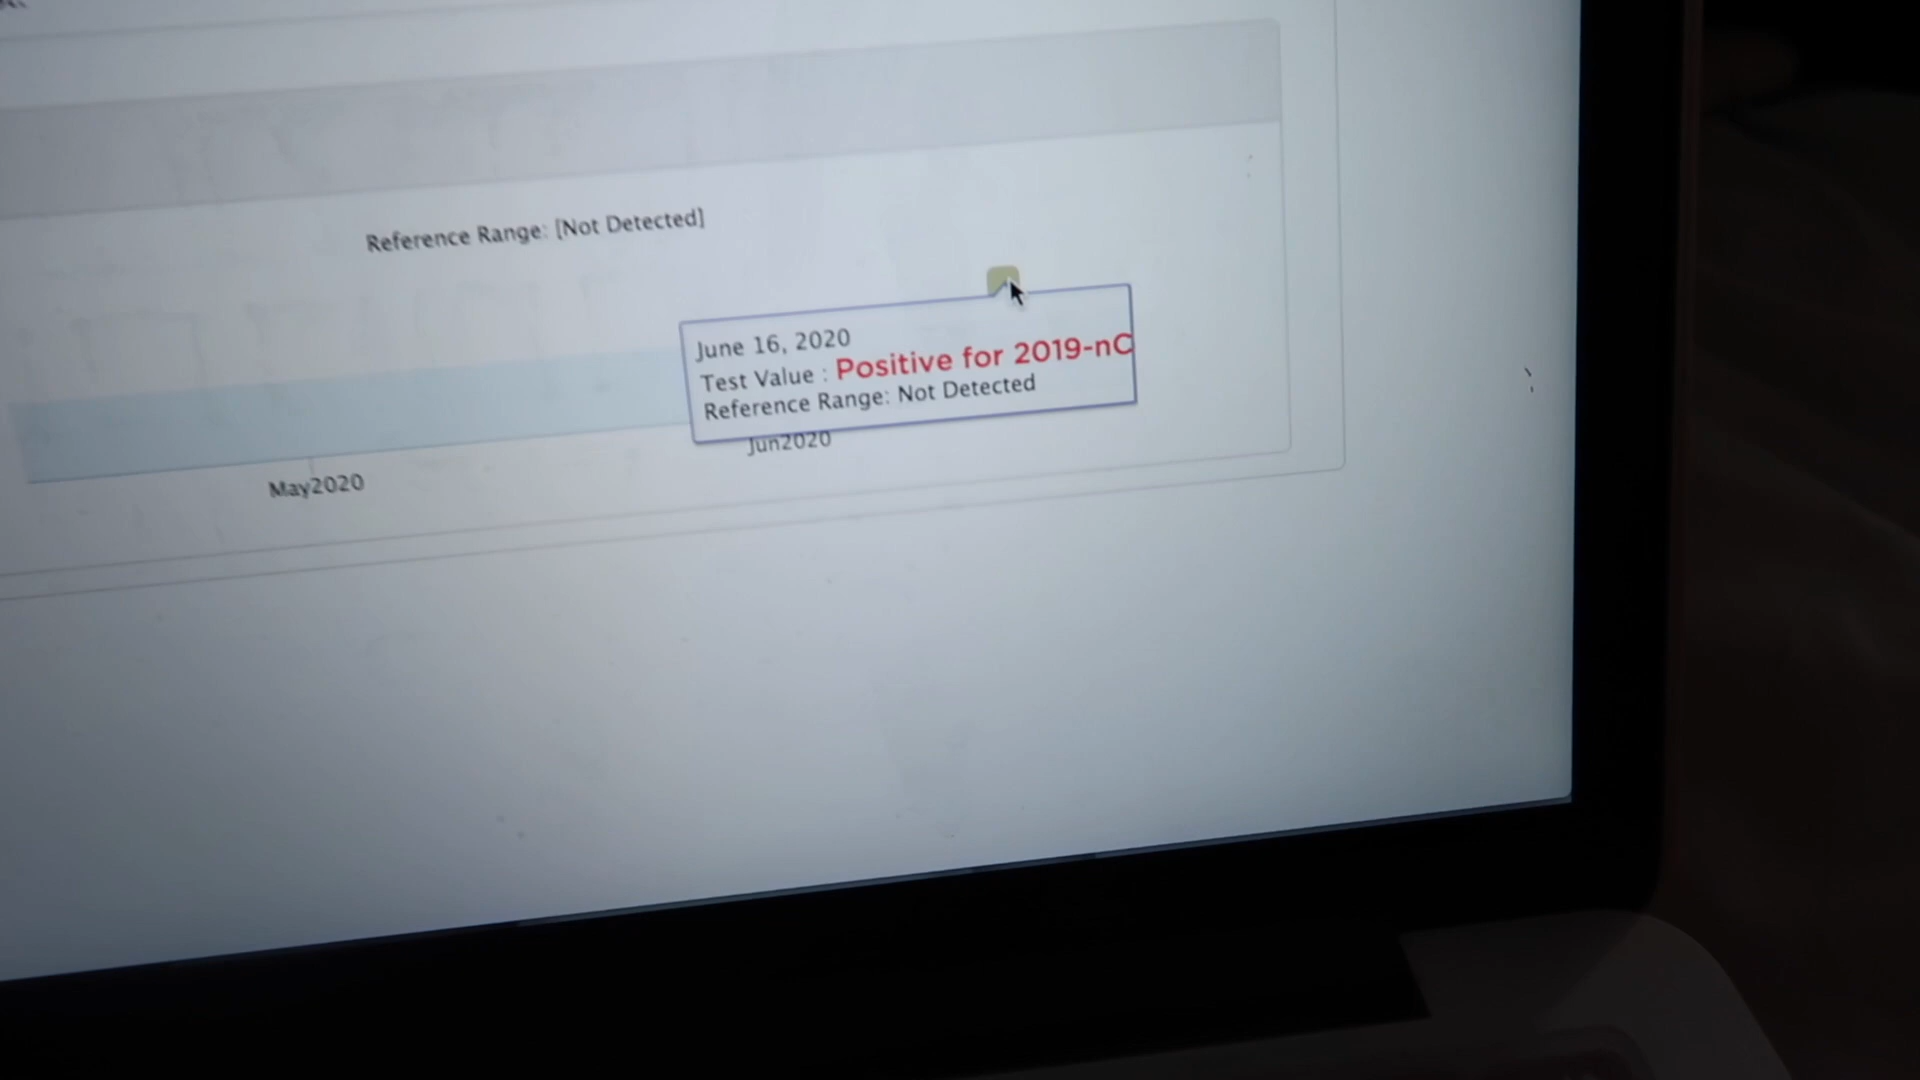 Reference Range: [Not Detected]
June 16, 2020
Test Value : Positive for 2019-nC
Reference Range: Not Detected
Jun2020
May2020